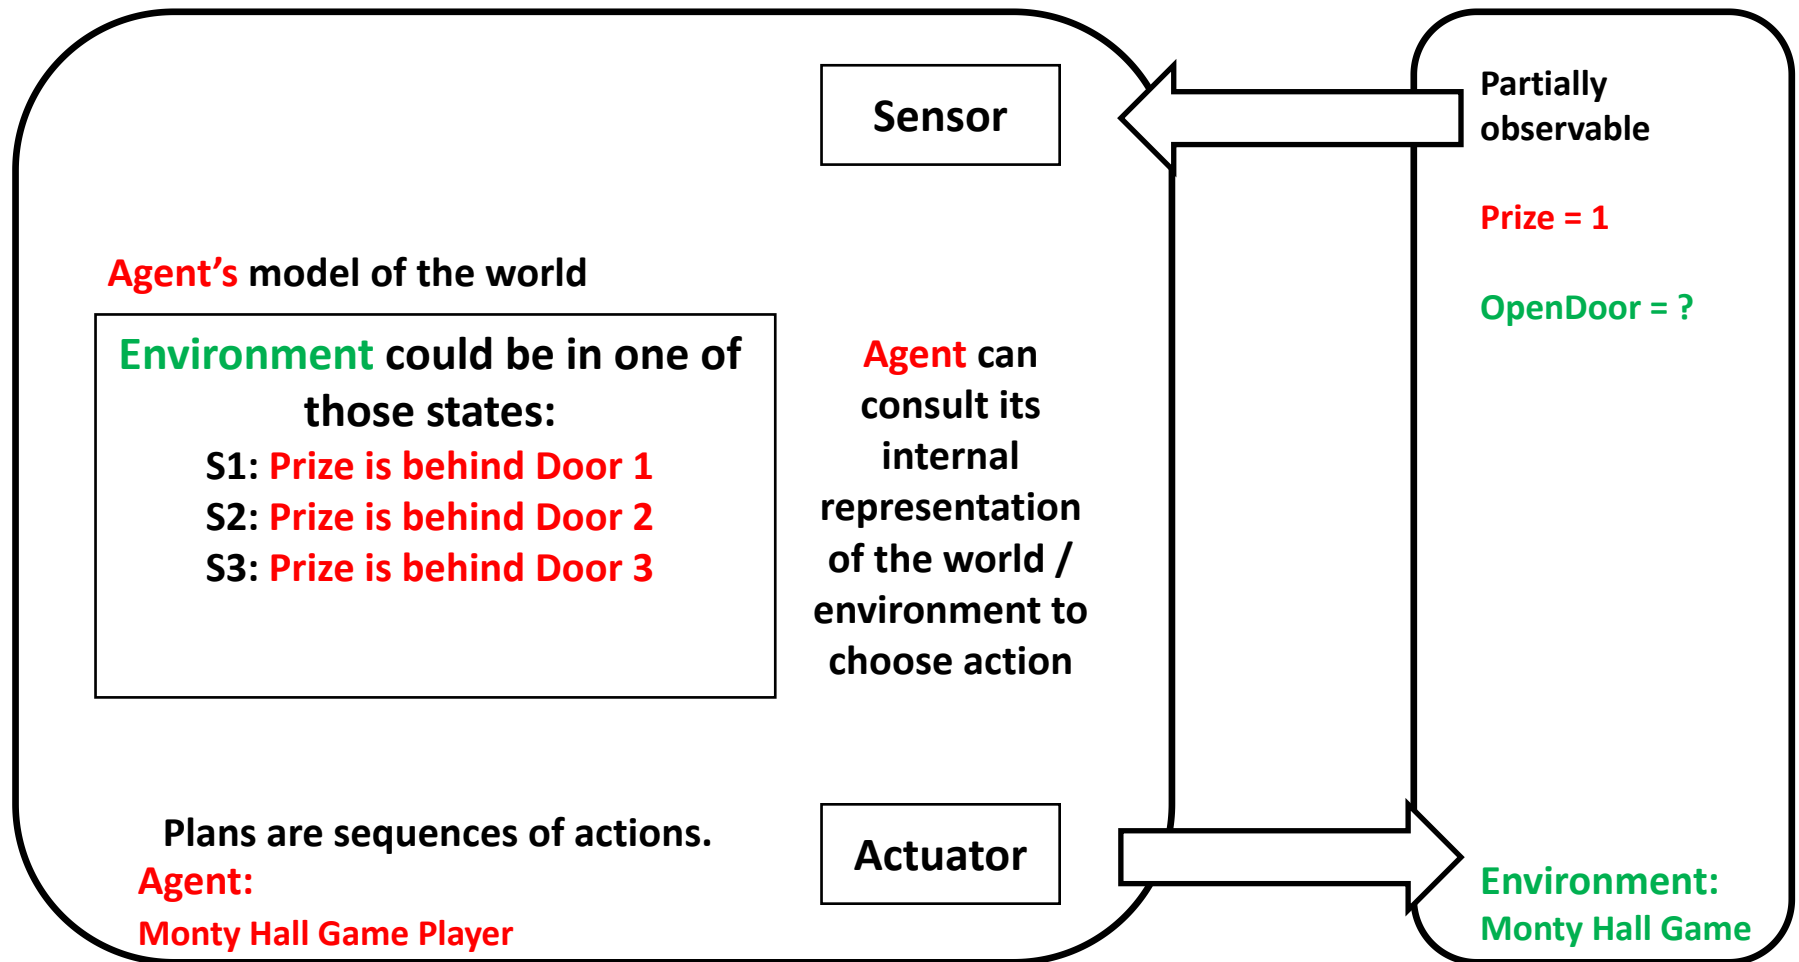 Sensor
Partially
observable
Prize = 1
OpenDoor = ?
Agent’s model of the world
Environment could be in one of
those states:
S1: Prize is behind Door 1
S2: Prize is behind Door 2
S3: Prize is behind Door 3
Agent can
consult its
internal
representation
of the world /
environment to
choose action
Plans are sequences of actions.
Agent:
Monty Hall Game Player
Actuator
Environment:
Monty Hall Game